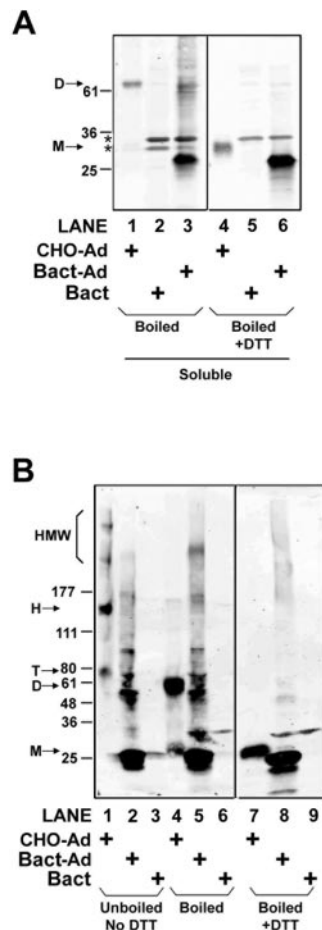 A
D→
61
36
*
M→ *
25
LANE 1 2 3 4 5 6
CHO-Ad + +
Bact-Ad + +
Bact + +
Boiled Boiled
+DTT
Soluble
B
HMW
177
H→
111
T→ 80
D→ 61
48
36
M→
25
LANE 1 2 3 4 5 6 7 8 9
CHO-Ad + + +
Bact-Ad + + +
Bact + + +
Unboiled Boiled Boiled
No DTT +DTT